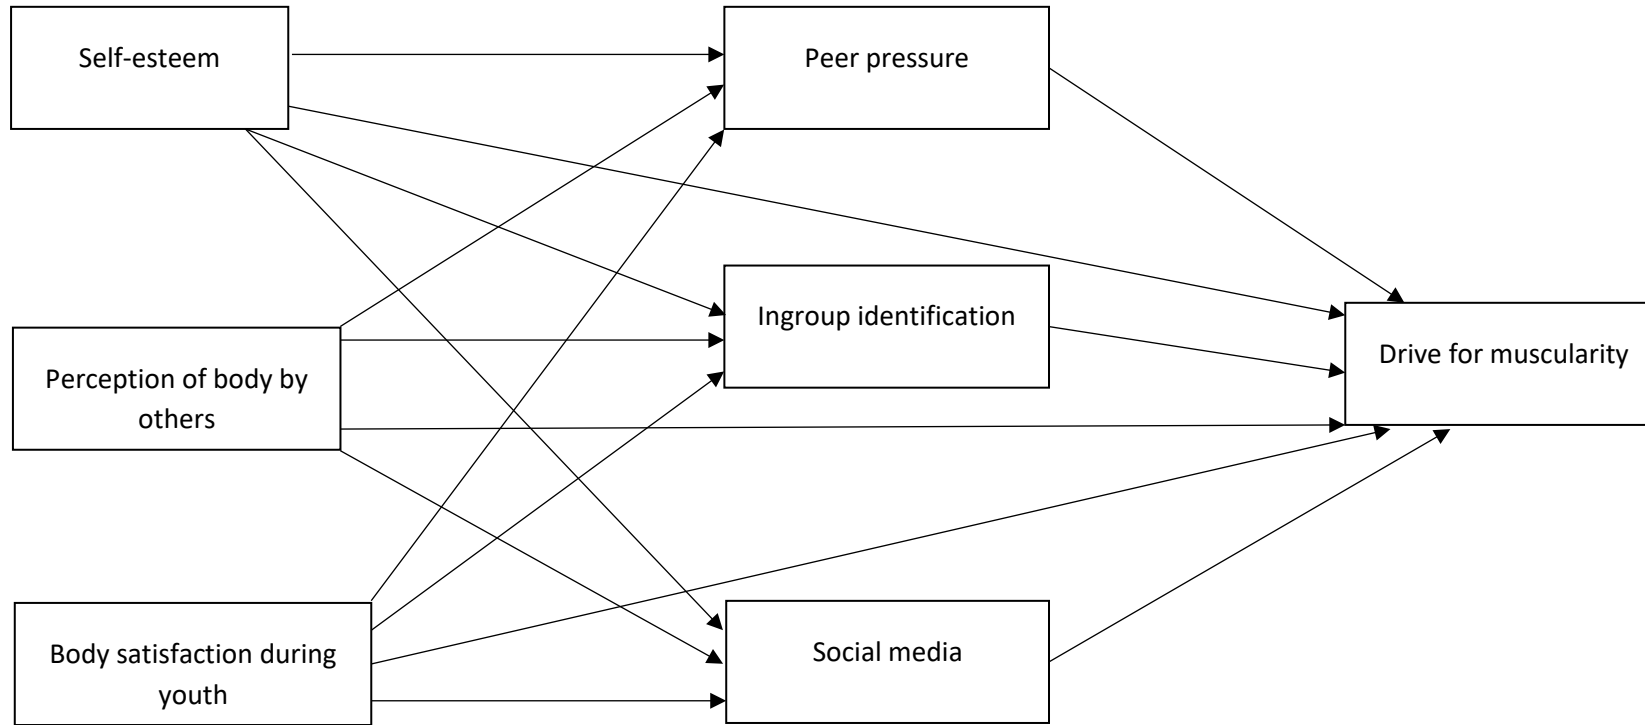 Self-esteem
Peer pressure
Ingroup identification
Drive for muscularity
Perception of body by
others
Body satisfaction during
youth
Social media